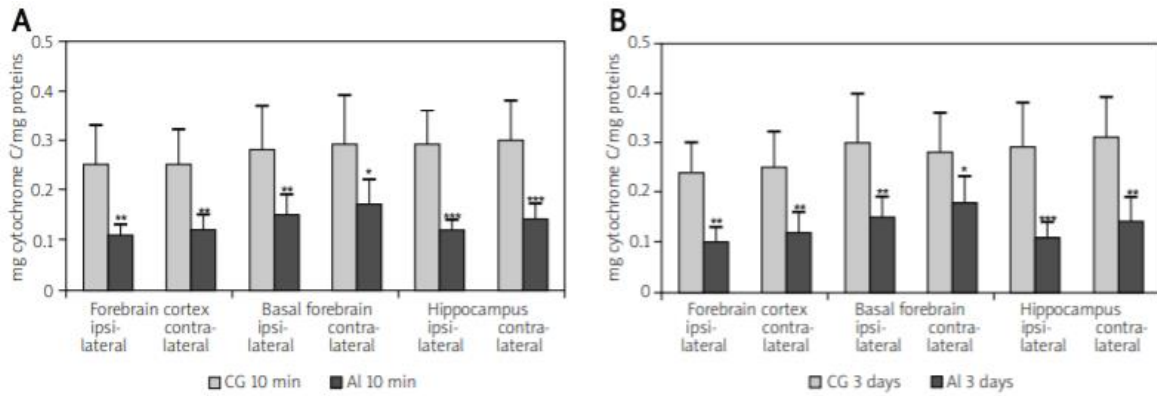 A
mg cytochrome C/mg proteins
0.5
0.4
0.3
0.2
0.1
0
** ** ** * *** ***
Forebrain cortex Basal forebrain Hippocampus
ipsi- contra- ipsi- contra- ipsi- contra-
lateral lateral lateral lateral lateral lateral
CG 10 min Al 10 min
B
mg cytochrome C/mg proteins
0.5
0.4
0.3
0.2
0.1
0
** ** ** * *** **
Forebrain cortex Basal forebrain Hippocampus
ipsi- contra- ipsi- contra- ipsi- contra-
lateral lateral lateral lateral lateral lateral
CG 3 days Al 3 days